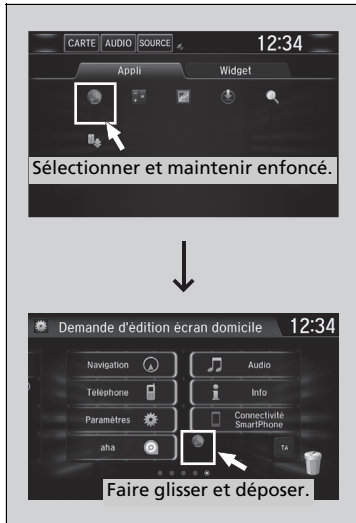 CARTE AUDIO SOURCE 12:34
Appli Widget
Sélectionner et maintenir enfoncé.
Demande d'édition écran domicile 12:34
Navigation Audio
Téléphone Info
Paramètres Connectivité
SmartPhone
aha TA
Faire glisser et déposer.